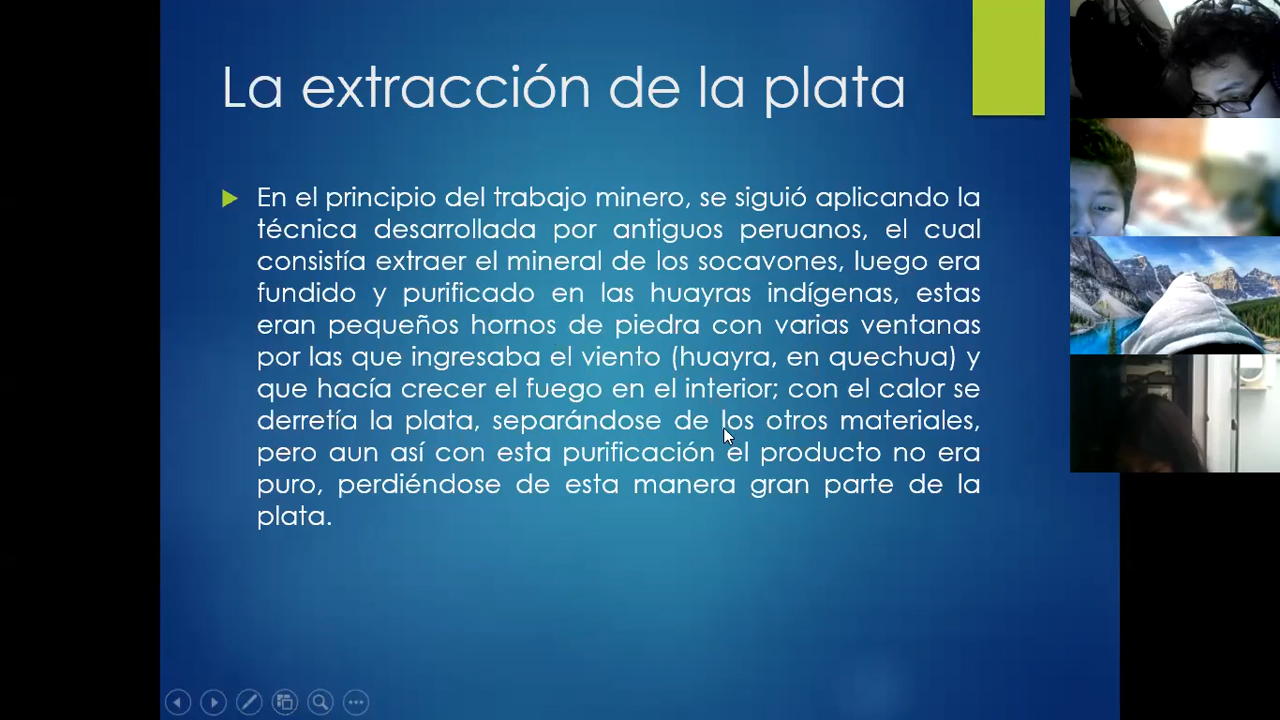 La extracción de la plata
En el principio del trabajo minero, se siguió aplicando la
técnica desarrollada por antiguos peruanos, el cual
consistía extraer el mineral de los socavones, luego era
fundido y purificado en las huayras indígenas, estas
eran pequeños hornos de piedra con varias ventanas
por las que ingresaba el viento (huayra, en quechua) y
que hacía crecer el fuego en el interior; con el calor se
derretía la plata, separándose de los otros materiales,
pero aun así con esta purificación el producto no era
puro, perdiéndose de esta manera gran parte de la
plata.